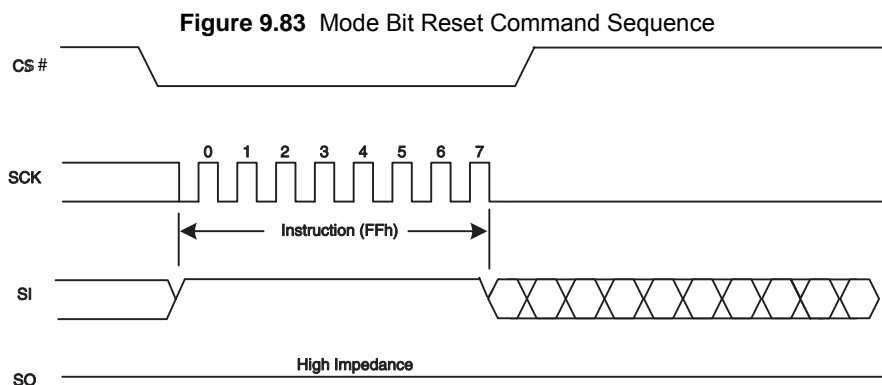 Figure 9.83 Mode Bit Reset Command Sequence
CS #
0 1 2 3 4 5 6 7
SCK
Instruction (FFh)
SI
High Impedance
SO